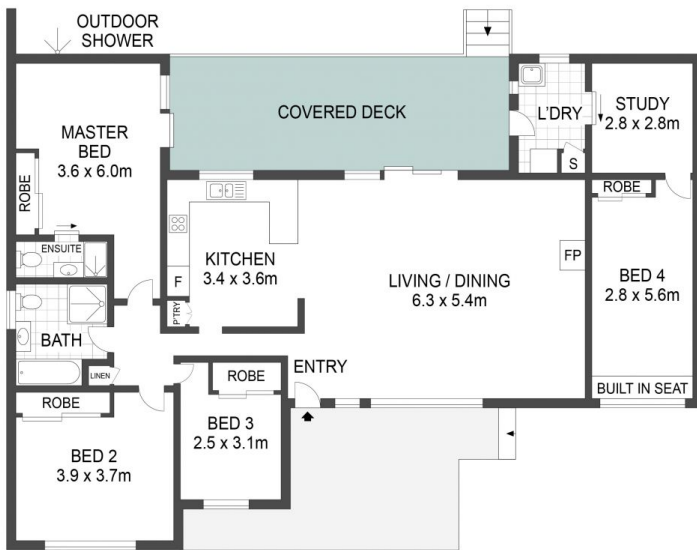 OUTDOOR
SHOWER
COVERED DECK
L'DRY
S
STUDY
2.8 x 2.8m
MASTER
BED
3.6 x 6.0m
ROBE
ENSUITE
KITCHEN
3.4 x 3.6m
F
P'TRY
LIVING / DINING
6.3 x 5.4m
FP
ROBE
BED 4
2.8 x 5.6m
BUILT IN SEAT
BATH
LINEN
ENTRY
ROBE
BED 2
3.9 x 3.7m
ROBE
BED 3
2.5 x 3.1m